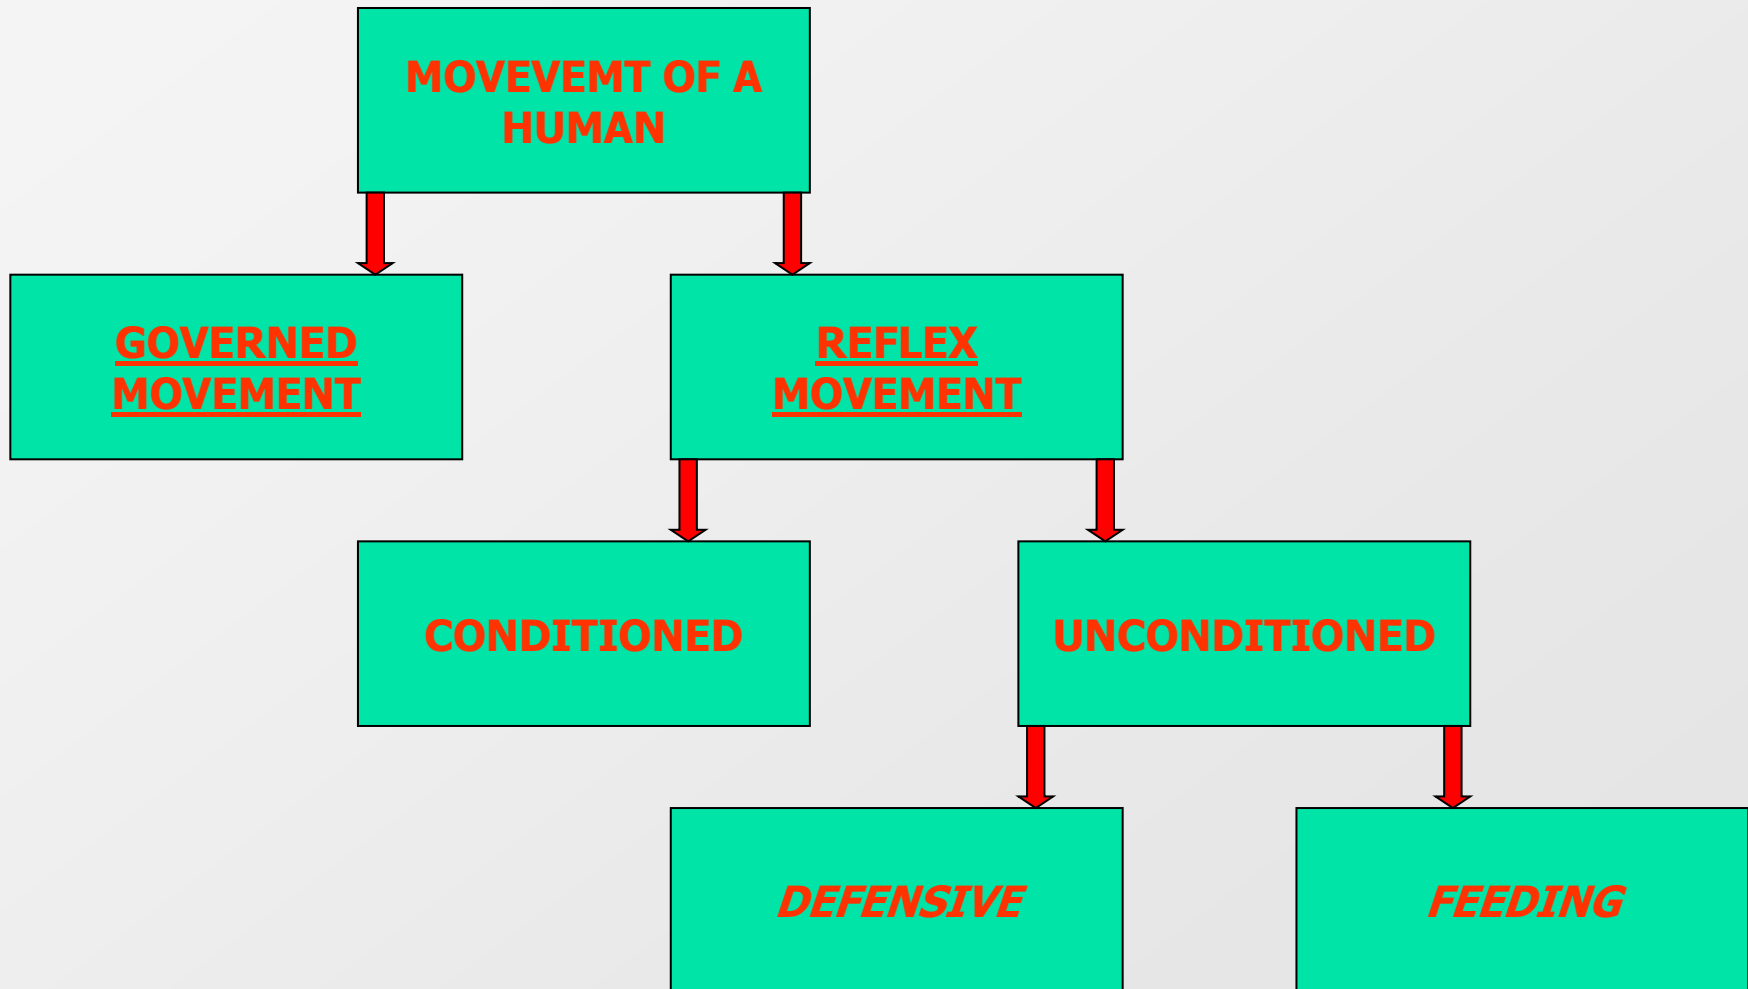 MOVEVEMT OF A
HUMAN
GOVERNED
MOVEMENT
REFLEX
MOVEMENT
CONDITIONED
UNCONDITIONED
DEFENSIVE
FEEDING